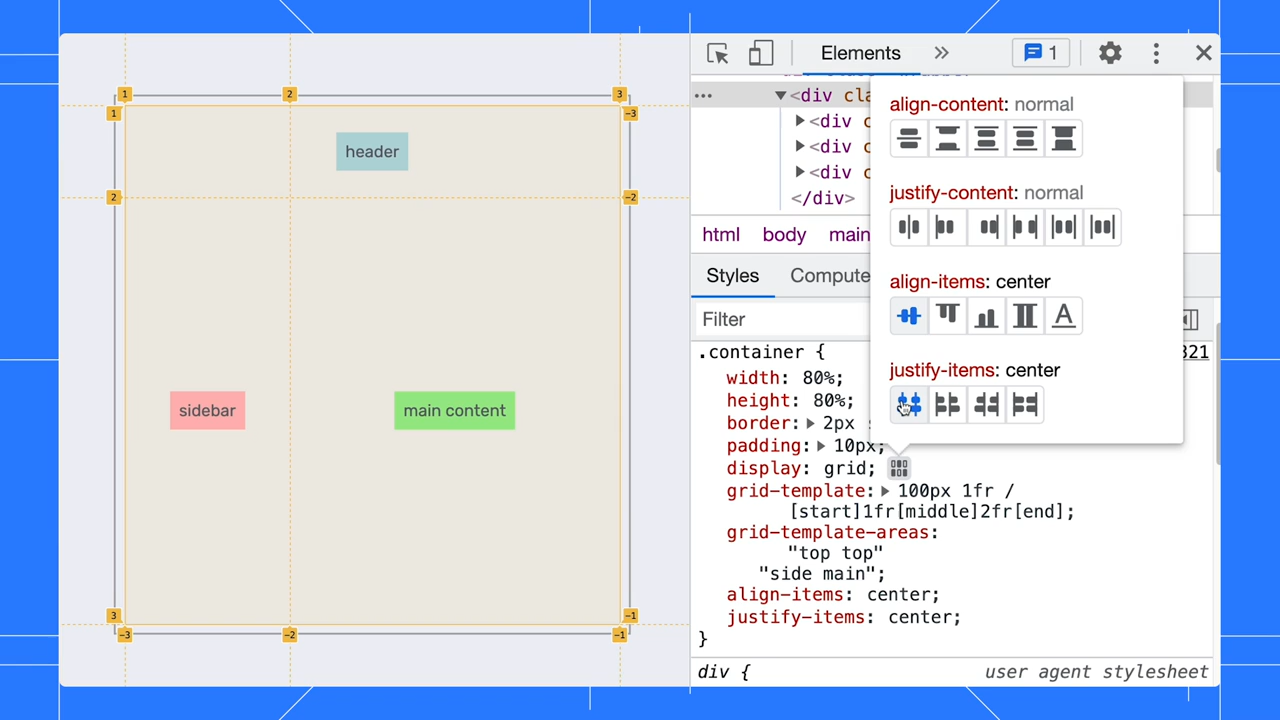 1 2 3
1 -3
header
2 -2
sidebar main content
3 -1
-3 -2 -1
Elements » 1
<div cla
<div c
<div c
<div c
</div>
html body main
Styles Compute
Filter
align-content: normal
justify-content: normal
align-items: center
A
justify-items: center
321
.container {
width: 80%;
height: 80%;
border: 2px
padding: 10px;
display: grid;
grid-template: 100px 1fr /
[start]1fr[middle]2fr[end];
grid-template-areas:
"top top"
"side main";
align-items: center;
justify-items: center;
}
div { user agent stylesheet